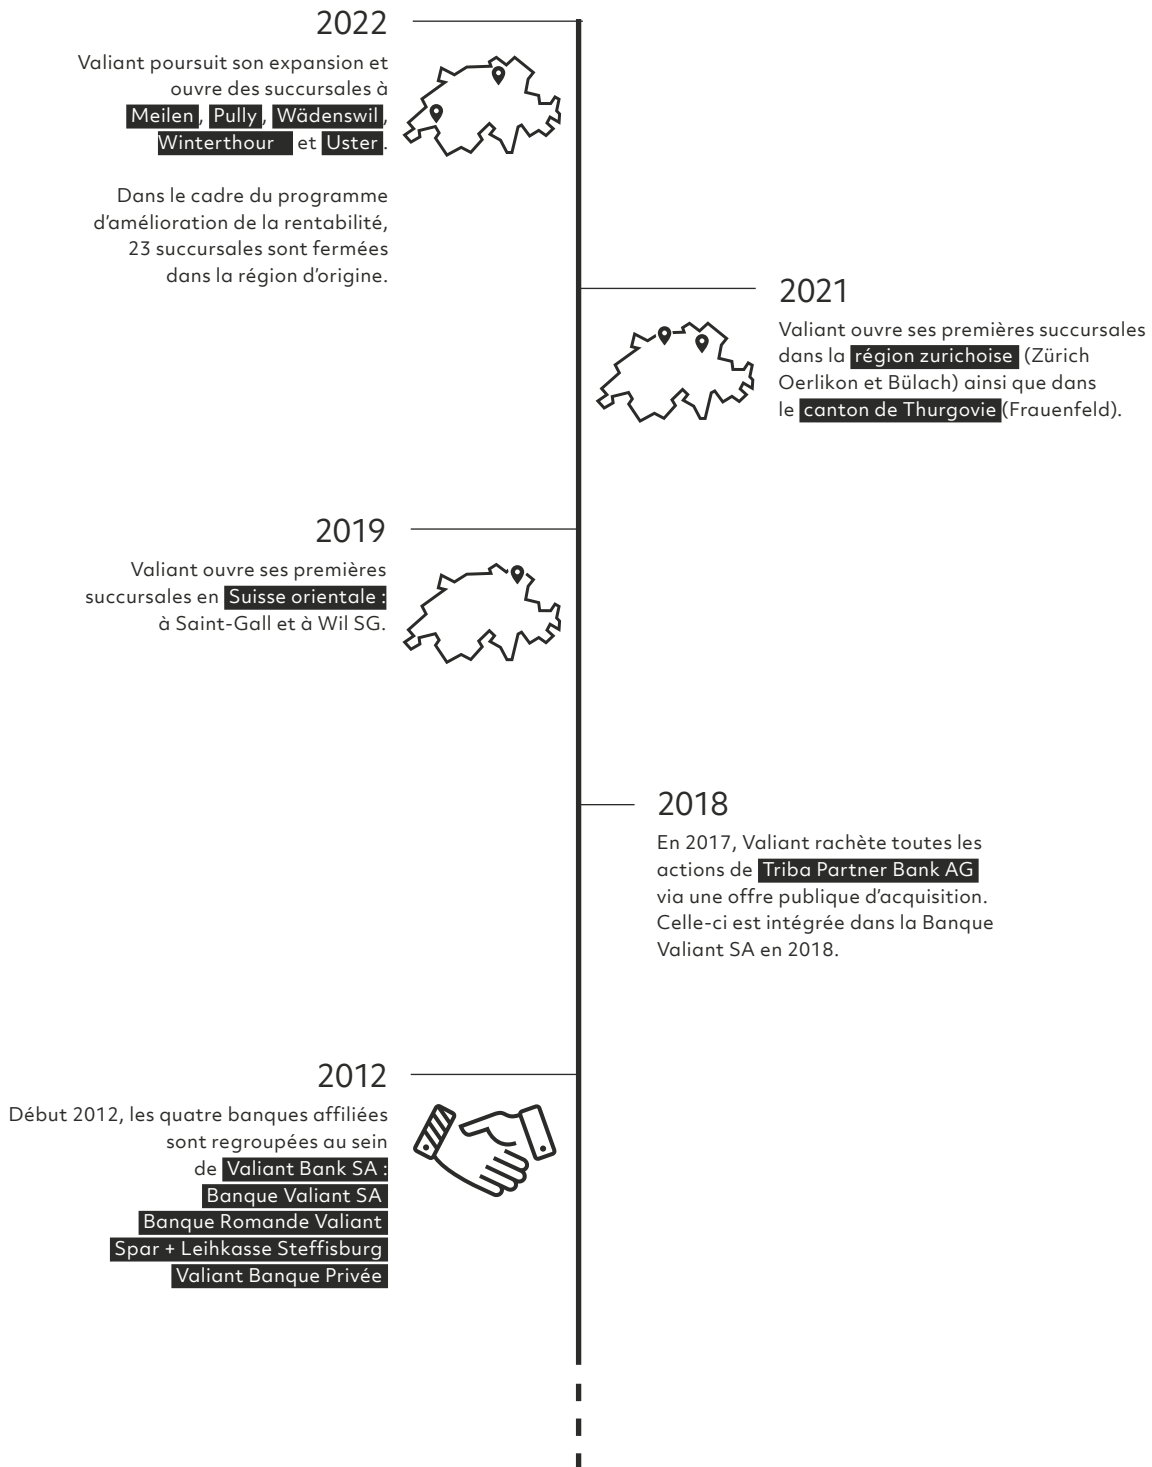 2022
Valiant poursuit son expansion et
ouvre des succursales à
Meilen, Pully, Wädenswil,
Winterthour et Uster.
Dans le cadre du programme
d’amélioration de la rentabilité,
23 succursales sont fermées
dans la région d’origine.
2021
Valiant ouvre ses premières succursales
dans la région zurichoise (Zürich
Oerlikon et Bülach) ainsi que dans
le canton de Thurgovie (Frauenfeld).
2019
Valiant ouvre ses premières
succursales en Suisse orientale :
à Saint-Gall et à Wil SG.
2018
En 2017, Valiant rachète toutes les
actions de Triba Partner Bank AG
via une offre publique d’acquisition.
Celle-ci est intégrée dans la Banque
Valiant SA en 2018.
2012
Début 2012, les quatre banques affiliées
sont regroupées au sein
de Valiant Bank SA :
Banque Valiant SA
Banque Romande Valiant
Spar + Leihkasse Steffisburg
Valiant Banque Privée